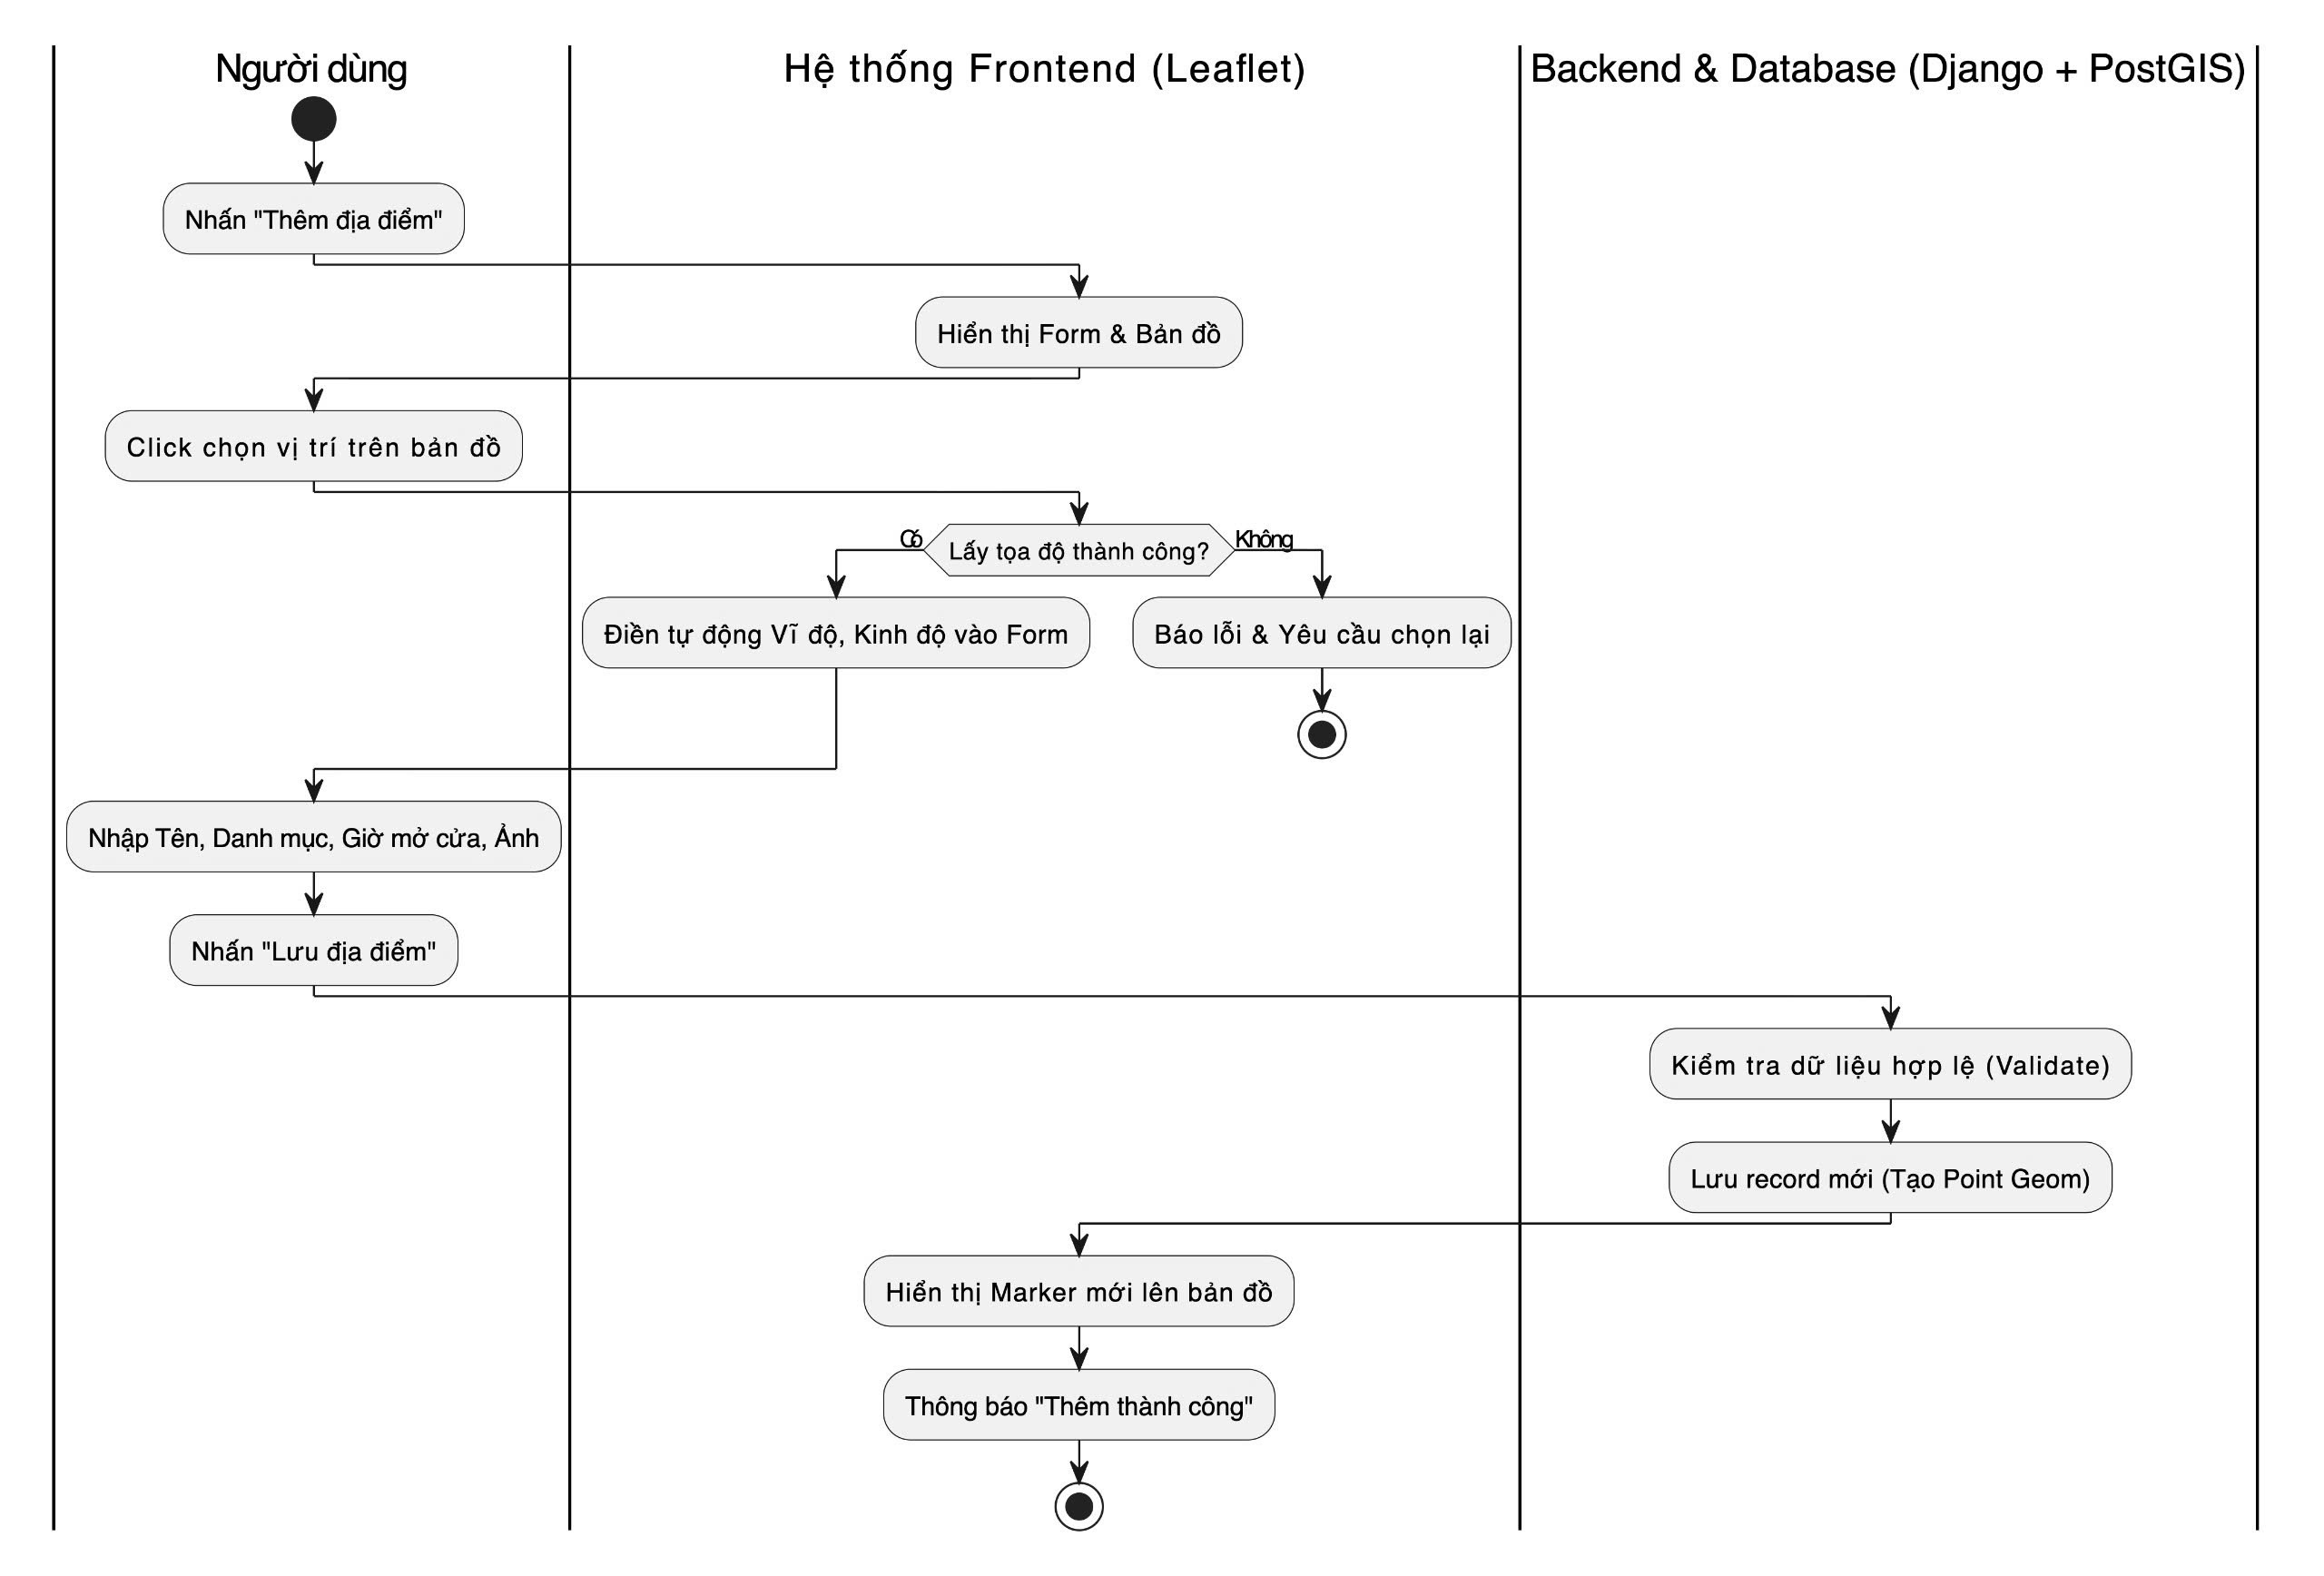 Người dùng
Hệ thống Frontend (Leaflet)
Backend & Database (Django + PostGIS)
Nhấn "Thêm địa điểm"
Hiển thị Form & Bản đồ
Click chọn vị trí trên bản đồ
Có
Lấy tọa độ thành công?
Không
Điền tự động Vĩ độ, Kinh độ vào Form
Báo lỗi & Yêu cầu chọn lại
Nhập Tên, Danh mục, Giờ mở cửa, Ảnh
Nhấn "Lưu địa điểm"
Kiểm tra dữ liệu hợp lệ (Validate)
Lưu record mới (Tạo Point Geom)
Hiển thị Marker mới lên bản đồ
Thông báo "Thêm thành công"